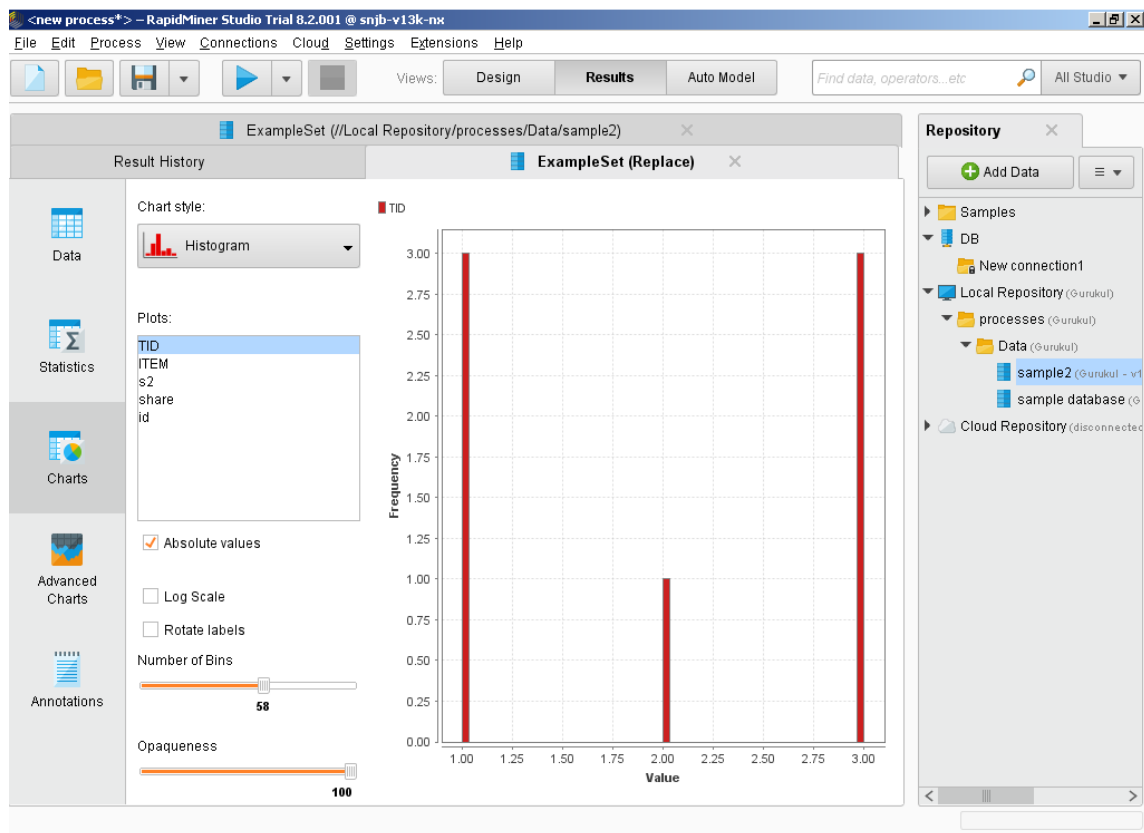 <new process*> – RapidMiner Studio Trial 8.2.001 @ snjb-v13k-nx
File Edit Process View Connections Cloud Settings Extensions Help
Views: Design Results Auto Model Find data, operators...etc All Studio
ExampleSet (//Local Repository/processes/Data/sample2)
Result History ExampleSet (Replace)
Data
Statistics
Charts
Advanced
Charts
Annotations
Chart style:
Histogram
Plots:
TID
ITEM
s2
share
id
Absolute values
Log Scale
Rotate labels
Number of Bins
58
Opaqueness
100
TID
3.00
2.75
2.50
2.25
2.00
1.75
1.50
1.25
1.00
0.75
0.50
0.25
0.00
Frequency
1.00 1.25 1.50 1.75 2.00 2.25 2.50 2.75 3.00
Value
Repository
Add Data
Samples
DB
New connection1
Local Repository (Gurukul)
processes (Gurukul)
Data (Gurukul)
sample2 (Gurukul - v1
sample database (G
Cloud Repository (disconnected